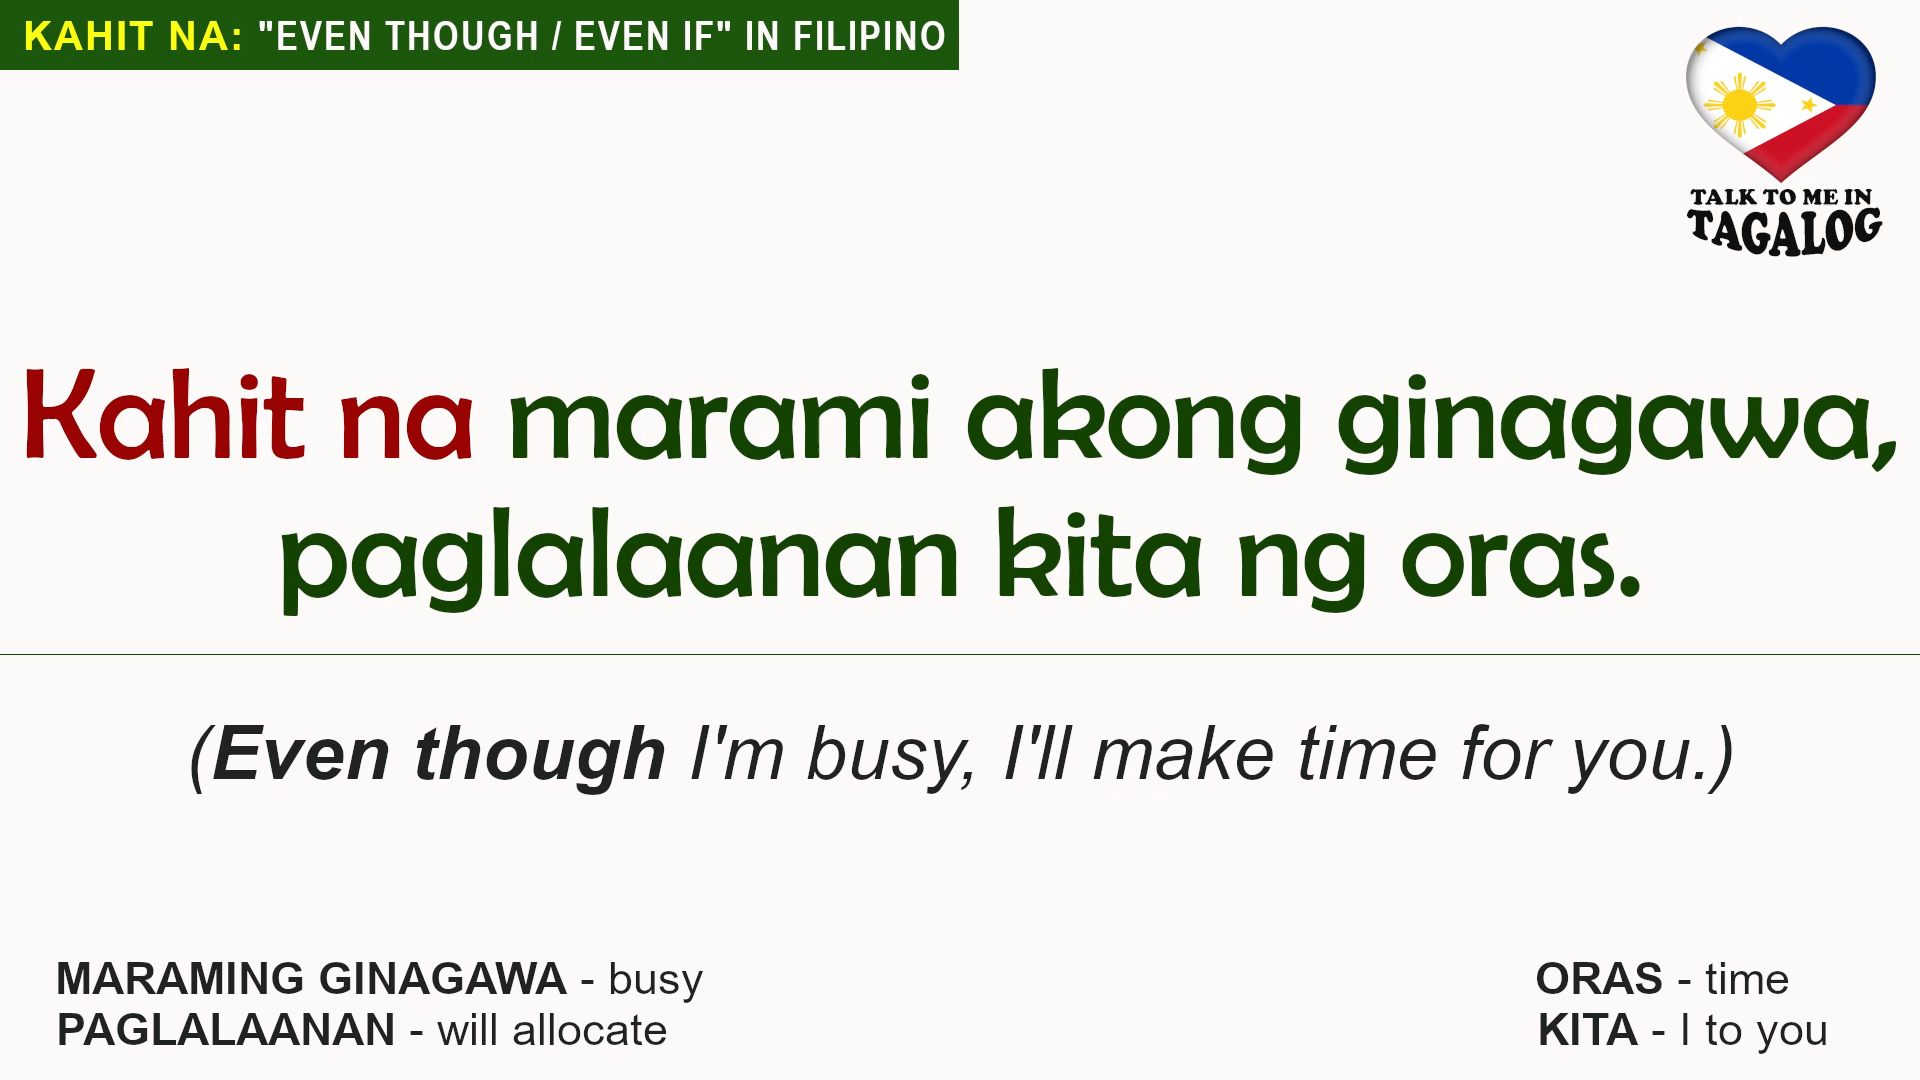 KAHIT NA: "EVEN THOUGH / EVEN IF" IN FILIPINO
TALK TO ME IN
TAGALOG
Kahit na marami akong ginagawa,
paglalaanan kita ng oras.
(Even though I'm busy, I'll make time for you.)
MARAMING GINAGAWA - busy
PAGLALAANAN - will allocate
ORAS - time
KITA - I to you